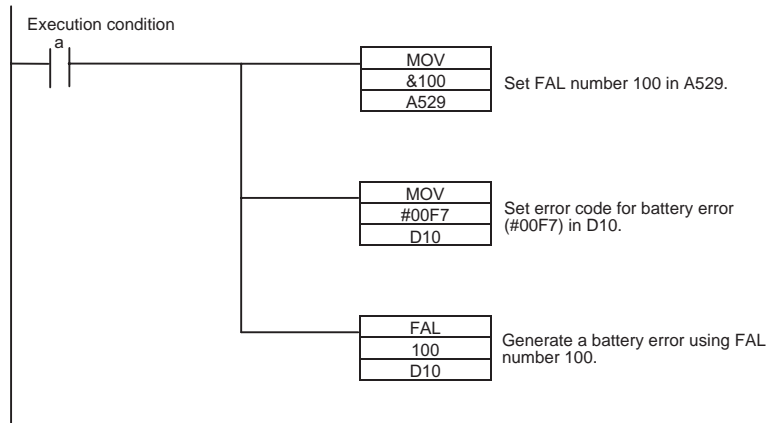 Execution condition
a
MOV
&100
A529
Set FAL number 100 in A529.
MOV
#00F7
D10
Set error code for battery error
(#00F7) in D10.
FAL
100
D10
Generate a battery error using FAL
number 100.